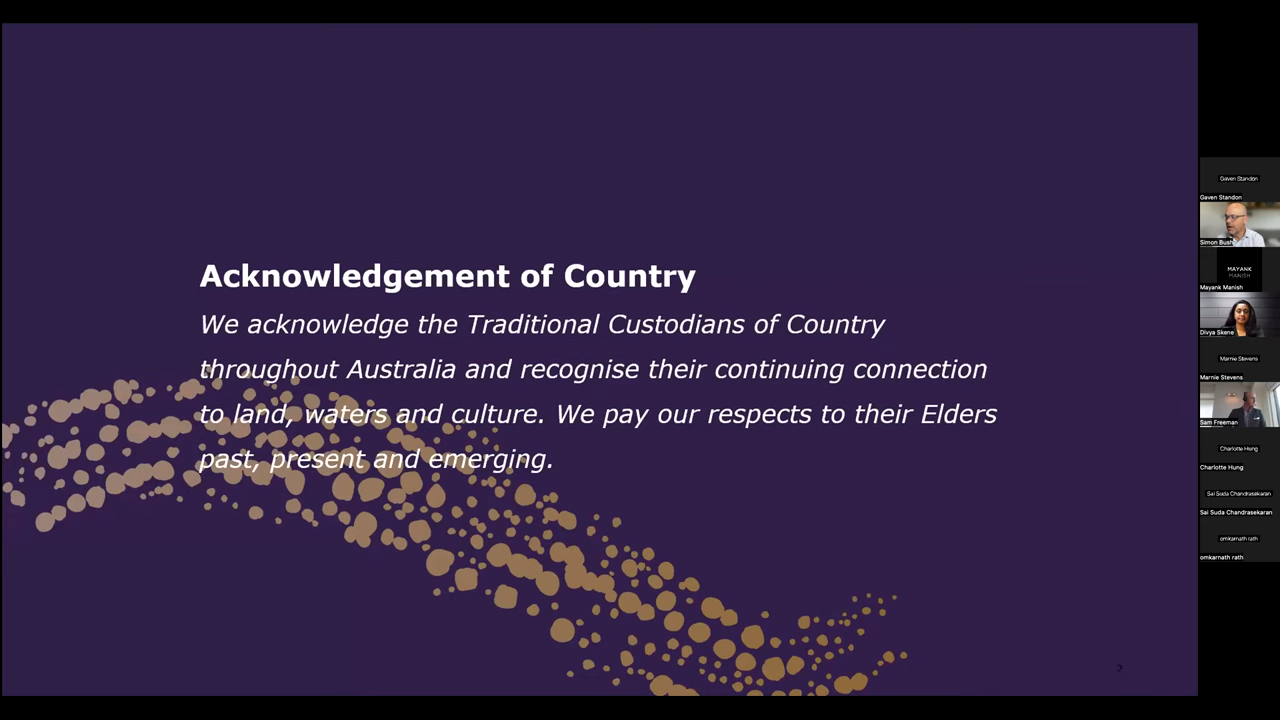 Acknowledgement of Country
We acknowledge the Traditional Custodians of Country
throughout Australia and recognise their continuing connection
to land, waters and culture. We pay our respects to their Elders
past, present and emerging.
2
Gaven Standon
Gaven Standon
Simon Bush
MAYANK
MANISH
Mayank Manish
Divya Skene
Marnie Stevens
Marnie Stevens
Sam Freeman
Charlotte Hung
Charlotte Hung
Sai Suda Chandrasekaran
Sai Suda Chandrasekaran
omkarnath rath
omkarnath rath